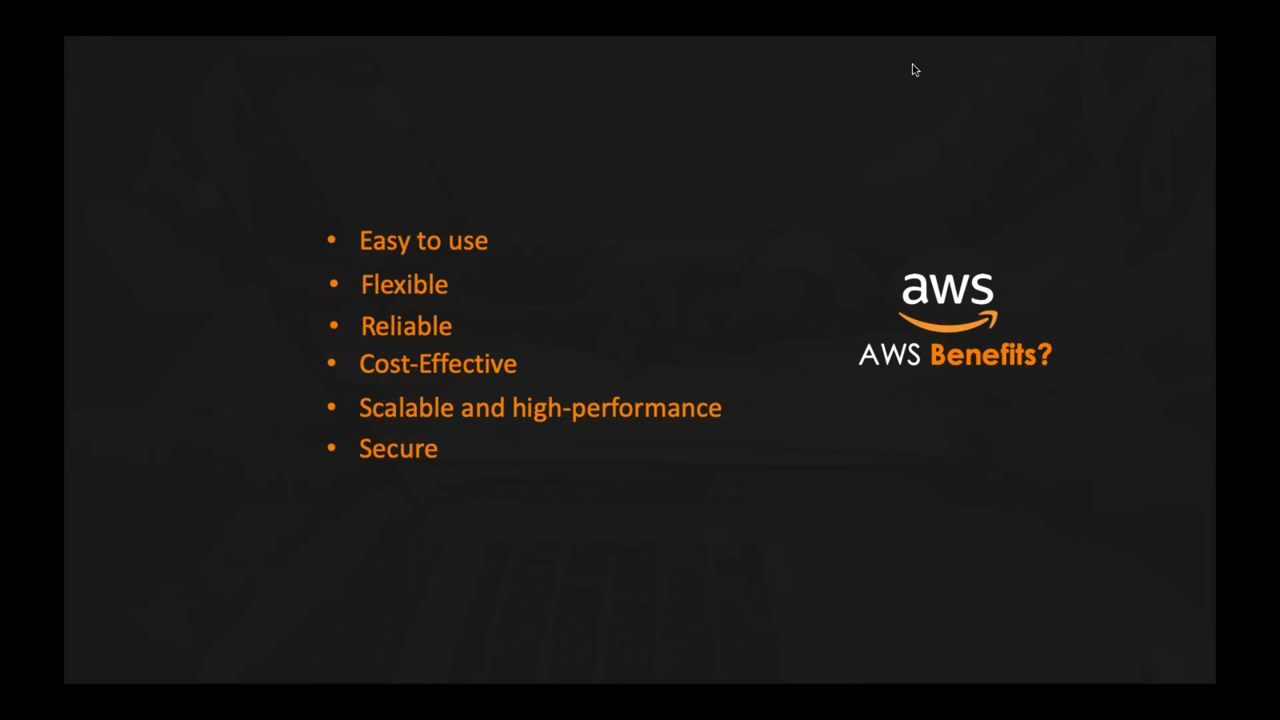 • Easy to use
• Flexible
• Reliable
• Cost-Effective
• Scalable and high-performance
• Secure
aws
AWS Benefits?